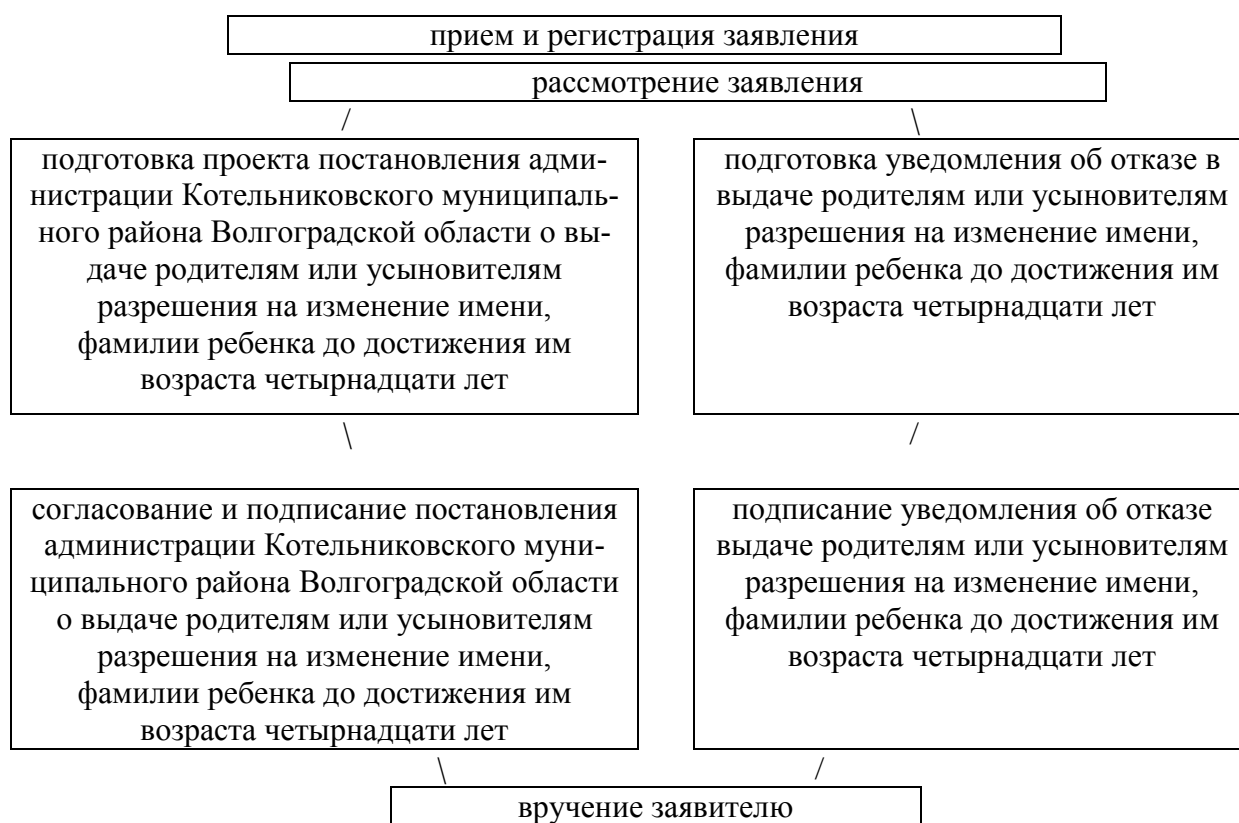 прием и регистрация заявления
рассмотрение заявления
подготовка проекта постановления адми-
нистрации Котельниковского муниципаль-
ного района Волгоградской области о вы-
даче родителям или усыновителям
разрешения на изменение имени,
фамилии ребенка до достижения им
возраста четырнадцати лет
подготовка уведомления об отказе в
выдаче родителям или усыновителям
разрешения на изменение имени,
фамилии ребенка до достижения им
возраста четырнадцати лет
согласование и подписание постановления
администрации Котельниковского муни-
ципального района Волгоградской области
о выдаче родителям или усыновителям
разрешения на изменение имени,
фамилии ребенка до достижения им
возраста четырнадцати лет
подписание уведомления об отказе
выдаче родителям или усыновителям
разрешения на изменение имени,
фамилии ребенка до достижения им
возраста четырнадцати лет
вручение заявителю